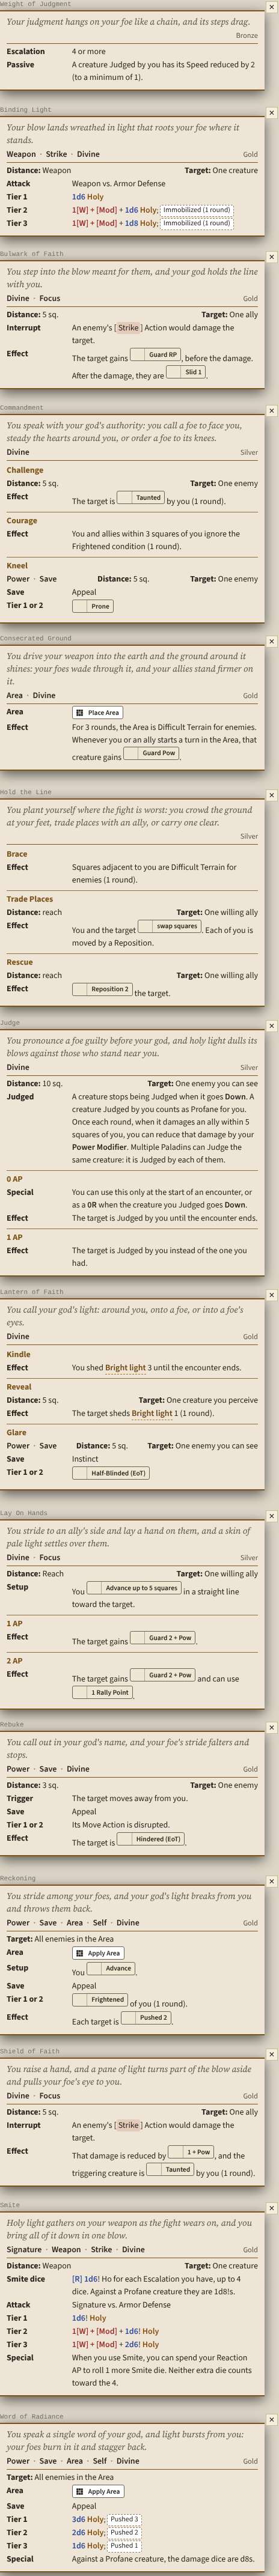 Weight of Judgment
Your judgment hangs on your foe like a chain, and its steps drag.
Bronze
Escalation 4 or more
Passive A creature Judged by you has its Speed reduced by 2
(to a minimum of 1).
Binding Light
Your blow lands wreathed in light that roots your foe where it
stands.
Weapon · Strike · Divine Gold
Distance: Weapon Target: One creature
Attack Weapon vs. Armor Defense
Tier 1 1d6 Holy
Tier 2 1[W] + [Mod] + 1d6 Holy; Immobilized (1 round)
Tier 3 1[W] + [Mod] + 1d8 Holy; Immobilized (1 round)
Bulwark of Faith
You step into the blow meant for them, and your god holds the line
with you.
Divine · Focus Gold
Distance: 5 sq. Target: One ally
Interrupt An enemy's [Strike] Action would damage the
target.
Effect The target gains Guard RP, before the damage.
After the damage, they are Slid 1.
Commandment
You speak with your god's authority: you call a foe to face you,
steady the hearts around you, or order a foe to its knees.
Divine Silver
Challenge
Distance: 5 sq. Target: One enemy
Effect The target is Taunted by you (1 round).
Courage
Effect You and allies within 3 squares of you ignore the
Frightened condition (1 round).
Kneel
Power · Save Distance: 5 sq. Target: One enemy
Save Appeal
Tier 1 or 2 Prone
Consecrated Ground
You drive your weapon into the earth and the ground around it
shines: your foes wade through it, and your allies stand firmer on
it.
Area · Divine Gold
Area Place Area
Effect For 3 rounds, the Area is Difficult Terrain for enemies.
Whenever you or an ally starts a turn in the Area, that
creature gains Guard Pow.
Hold the Line
You plant yourself where the fight is worst: you crowd the ground
at your feet, trade places with an ally, or carry one clear.
Silver
Brace
Effect Squares adjacent to you are Difficult Terrain for
enemies (1 round).
Trade Places
Distance: reach Target: One willing ally
Effect You and the target swap squares. Each of you is
moved by a Reposition.
Rescue
Distance: reach Target: One willing ally
Effect Reposition 2 the target.
Judge
You pronounce a foe guilty before your god, and holy light dulls its
blows against those who stand near you.
Divine Silver
Distance: 10 sq. Target: One enemy you can see
Judged A creature stops being Judged when it goes Down. A
creature Judged by you counts as Profane for you.
Once each round, when it damages an ally within 5
squares of you, you can reduce that damage by your
Power Modifier. Multiple Paladins can Judge the
same creature: it is Judged by each of them.
0 AP
Special You can use this only at the start of an encounter, or
as a 0R when the creature you Judged goes Down.
Effect The target is Judged by you until the encounter ends.
1 AP
Effect The target is Judged by you instead of the one you
had.
Lantern of Faith
You call your god's light: around you, onto a foe, or into a foe's
eyes.
Divine Gold
Kindle
Effect You shed Bright light 3 until the encounter ends.
Reveal
Distance: 5 sq. Target: One creature you perceive
Effect The target sheds Bright light 1 (1 round).
Glare
Power · Save Distance: 5 sq. Target: One enemy you can see
Save Instinct
Tier 1 or 2 Half-Blinded (EoT)
Lay On Hands
You stride to an ally's side and lay a hand on them, and a skin of
pale light settles over them.
Divine · Focus Silver
Distance: Reach Target: One willing ally
Setup You Advance up to 5 squares in a straight line
toward the target.
1 AP
Effect The target gains Guard 2 + Pow.
2 AP
Effect The target gains Guard 2 + Pow and can use
1 Rally Point.
Rebuke
You call out in your god's name, and your foe's stride falters and
stops.
Power · Save · Divine Gold
Distance: 3 sq. Target: One enemy
Trigger The target moves away from you.
Save Appeal
Tier 1 or 2 Its Move Action is disrupted.
Effect The target is Hindered (EoT).
Reckoning
You stride among your foes, and your god's light breaks from you
and throws them back.
Power · Save · Area · Self · Divine Gold
Target: All enemies in the Area
Area Apply Area
Setup You Advance.
Save Appeal
Tier 1 or 2 Frightened of you (1 round).
Effect Each target is Pushed 2.
Shield of Faith
You raise a hand, and a pane of light turns part of the blow aside
and pulls your foe's eye to you.
Divine · Focus Gold
Distance: 5 sq. Target: One ally
Interrupt An enemy's [Strike] Action would damage the
target.
Effect That damage is reduced by 1 + Pow, and the
triggering creature is Taunted by you (1 round).
Smite
Holy light gathers on your weapon as the fight wears on, and you
bring all of it down in one blow.
Signature · Weapon · Strike · Divine Gold
Distance: Weapon Target: One creature
Smite dice [R] 1d6! Ho for each Escalation you have, up to 4
dice. Against a Profane creature they are 1d8!s.
Attack Signature vs. Armor Defense
Tier 1 1d6! Holy
Tier 2 1[W] + [Mod] + 1d6! Holy
Tier 3 1[W] + [Mod] + 2d6! Holy
Special When you use Smite, you can spend your Reaction
AP to roll 1 more Smite die. Neither extra die counts
toward the 4.
Word of Radiance
You speak a single word of your god, and light bursts from you:
your foes burn in it and stagger back.
Power · Save · Area · Self · Divine Gold
Target: All enemies in the Area
Area Apply Area
Save Appeal
Tier 1 3d6 Holy; Pushed 3
Tier 2 2d6 Holy; Pushed 2
Tier 3 1d6 Holy; Pushed 1
Special Against a Profane creature, the damage dice are d8s.